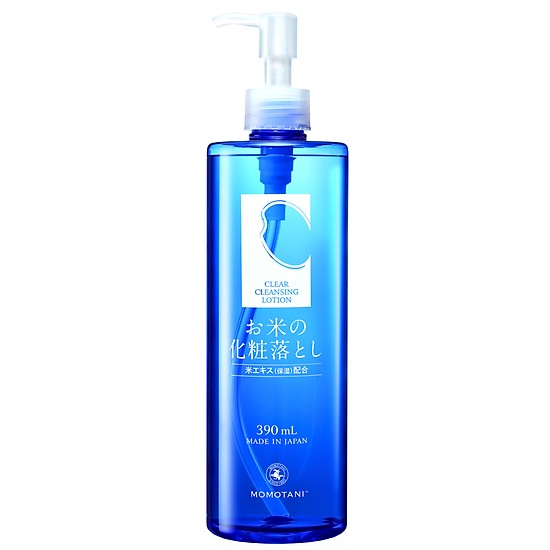 CLEAR
CLEANSING
LOTION
お米の
化粧落とし
米エキス(保湿)配合
390 mL
MADE IN JAPAN
MOMOTANI™